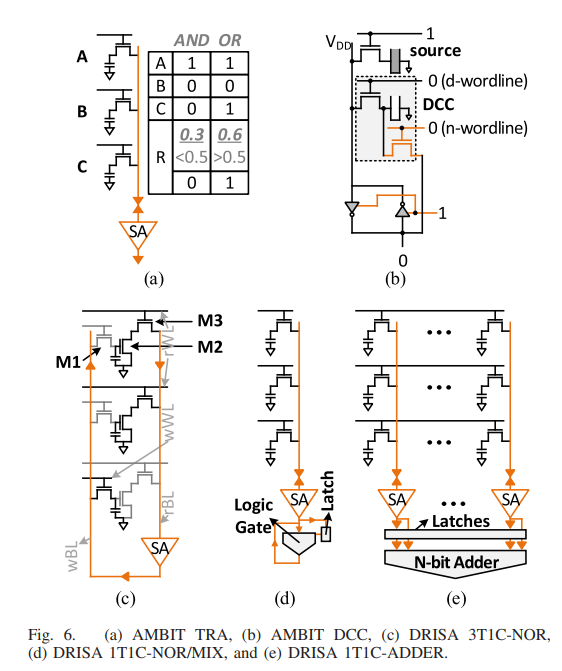 AND OR
A 1 1
B 0 0
C 0 1
R 0.3 0.6
<0.5 >0.5
0 1
A
B
C
SA
(a)
V_DD
1
source
0 (d-wordline)
DCC
0 (n-wordline)
1
0
(b)
M3
M2
M1
rWL
wWL
rBL
wBL
SA
(c)
SA
Logic
Gate
Latch
(d)
SA
SA
Latches
N-bit Adder
(e)
Fig. 6. (a) AMBIT TRA, (b) AMBIT DCC, (c) DRISA 3T1C-NOR,
(d) DRISA 1T1C-NOR/MIX, and (e) DRISA 1T1C-ADDER.